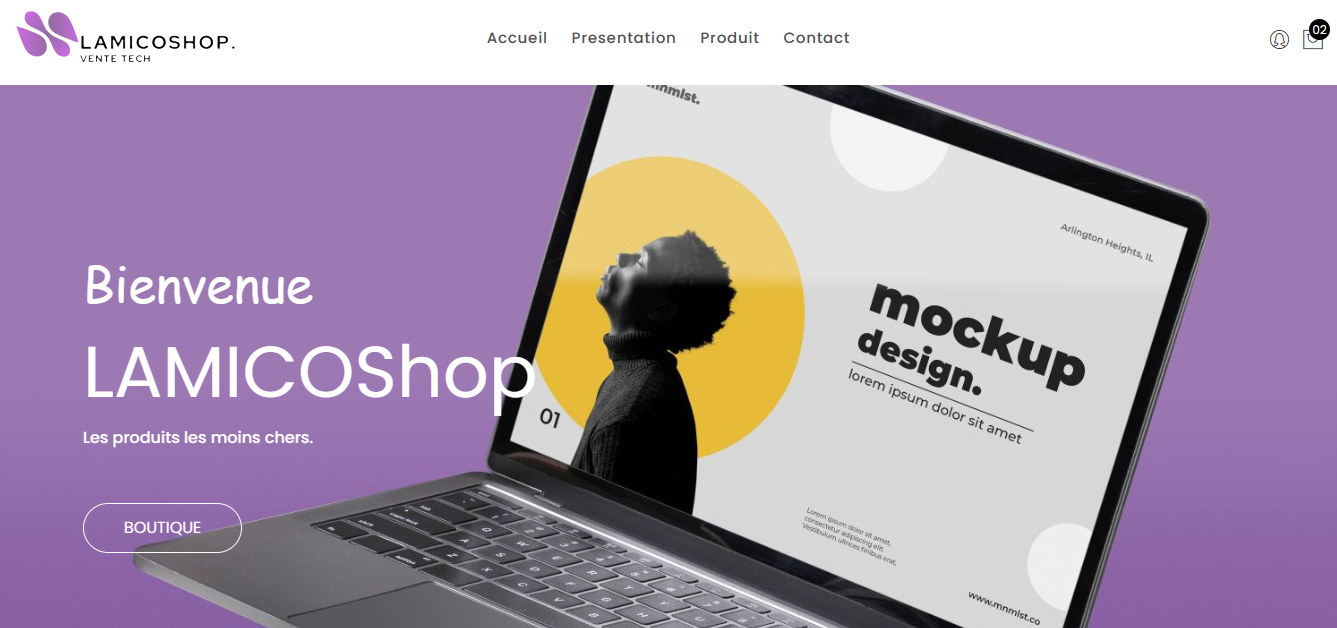 LAMICOSHOP.
VENTE TECH
Accueil Presentation Produit Contact
02
mnmlst.
Arlington Heights, IL
Bienvenue
LAMICOShop
Les produits les moins chers.
BOUTIQUE
mockup
design.
lorem ipsum dolor sit amet
01
Lorem ipsum dolor sit amet,
consectetur adipiscing elit.
Vestibulum ultrices finibus erat,
www.mnmlst.co